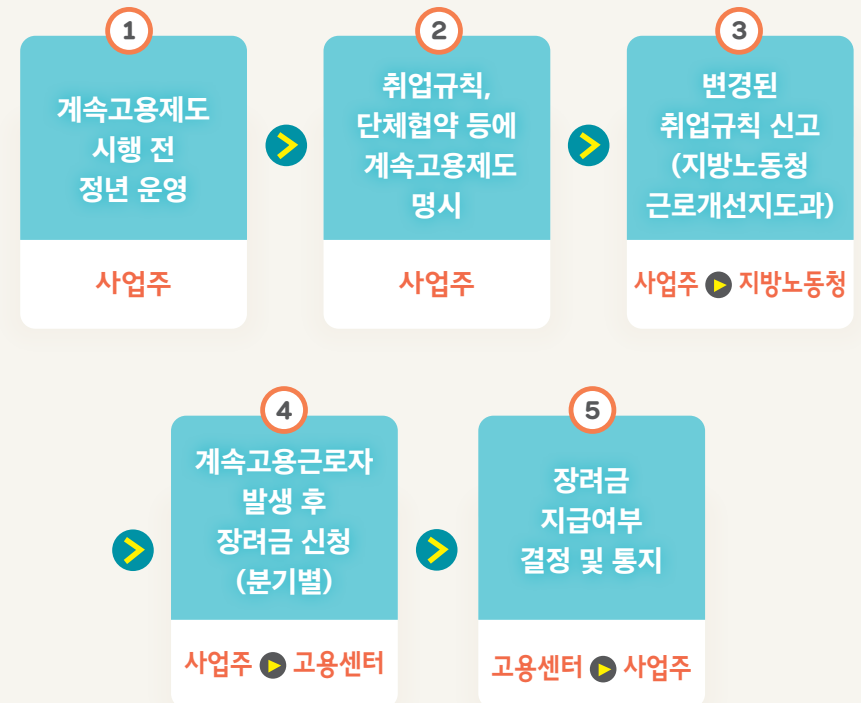 1
계속고용제도
시행 전
정년 운영
사업주
2
취업규칙,
단체협약 등에
계속고용제도
명시
사업주
3
변경된
취업규칙 신고
(지방노동청
근로개선지도과)
사업주 ▶ 지방노동청
4
계속고용근로자
발생 후
장려금 신청
(분기별)
사업주 ▶ 고용센터
5
장려금
지급여부
결정 및 통지
고용센터 ▶ 사업주